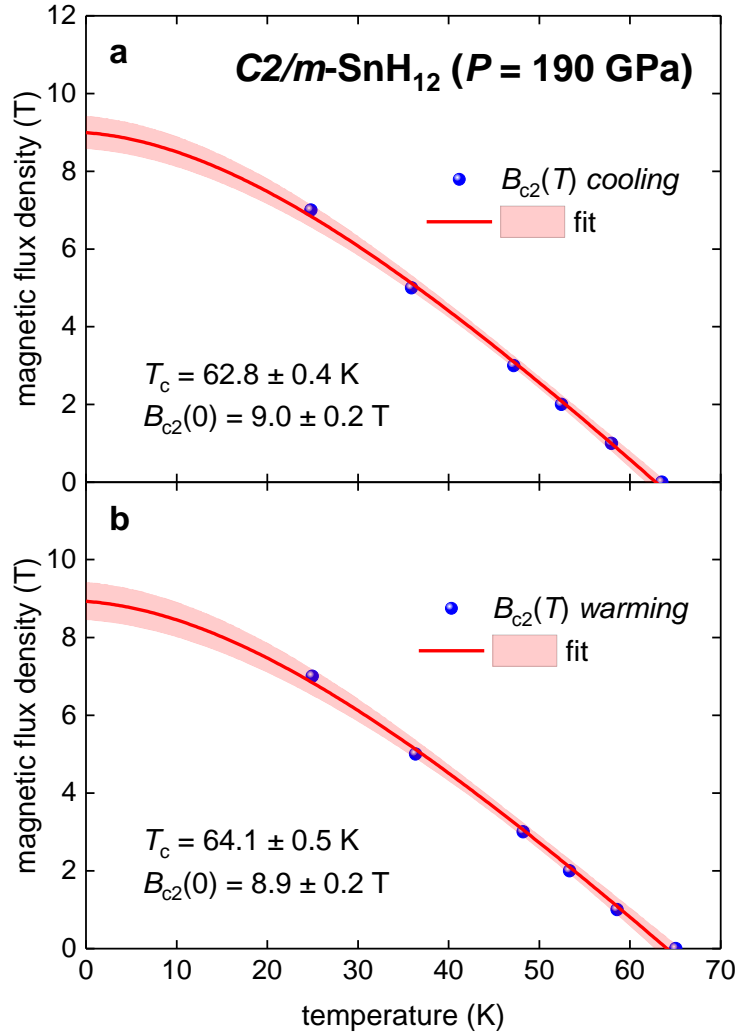 12
a
C2/m-SnH12 (P = 190 GPa)
10
8
6
4
2
0
magnetic flux density (T)
Bc2(T) cooling
fit
Tc = 62.8 ± 0.4 K
Bc2(0) = 9.0 ± 0.2 T
b
10
8
6
4
2
0
magnetic flux density (T)
Bc2(T) warming
fit
Tc = 64.1 ± 0.5 K
Bc2(0) = 8.9 ± 0.2 T
0 10 20 30 40 50 60 70
temperature (K)